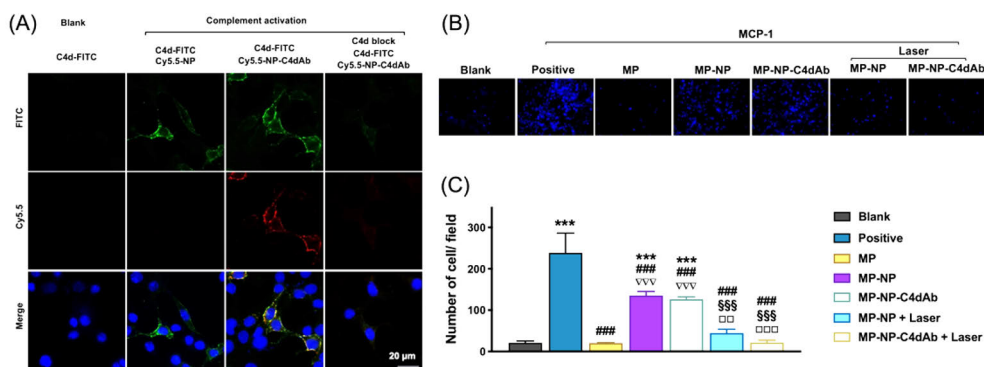 (A)
Blank
Complement activation
C4d-FITC
C4d-FITC
Cy5.5-NP
C4d-FITC
Cy5.5-NP-C4dAb
C4d block
C4d-FITC
Cy5.5-NP-C4dAb
FITC
Cy5.5
Merge
20 µm
(B)
MCP-1
Laser
Blank
Positive
MP
MP-NP
MP-NP-C4dAb
MP-NP
MP-NP-C4dAb
(C)
Number of cell/ field
300
200
100
0
***
###
***
###
▽▽▽
***
###
▽▽▽
###
§§§
□□
###
§§§
□□□
Blank
Positive
MP
MP-NP
MP-NP-C4dAb
MP-NP + Laser
MP-NP-C4dAb + Laser